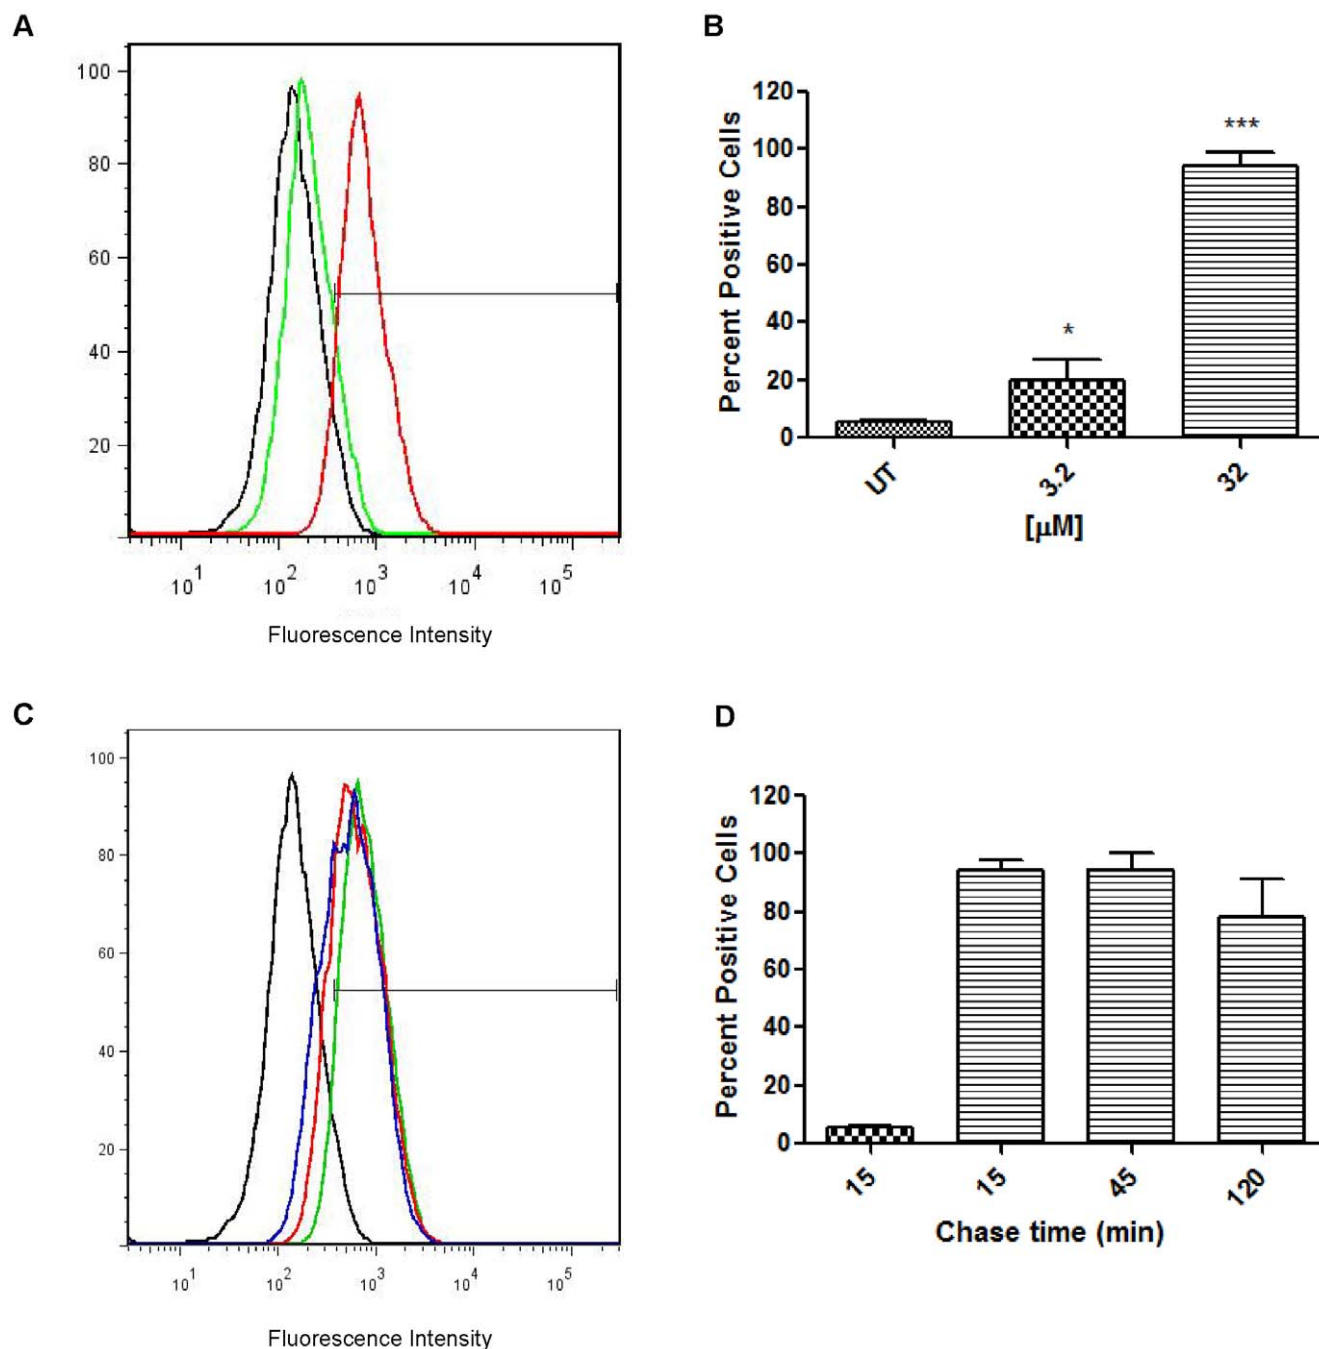 A
100
80
60
40
20
10^1 10^2 10^3 10^4 10^5
Fluorescence Intensity
B
Percent Positive Cells
120
100
80
60
40
20
0
*
***
UT 3.2 32
[µM]
C
100
80
60
40
20
10^1 10^2 10^3 10^4 10^5
Fluorescence Intensity
D
Percent Positive Cells
120
100
80
60
40
20
0
15 15 45 120
Chase time (min)